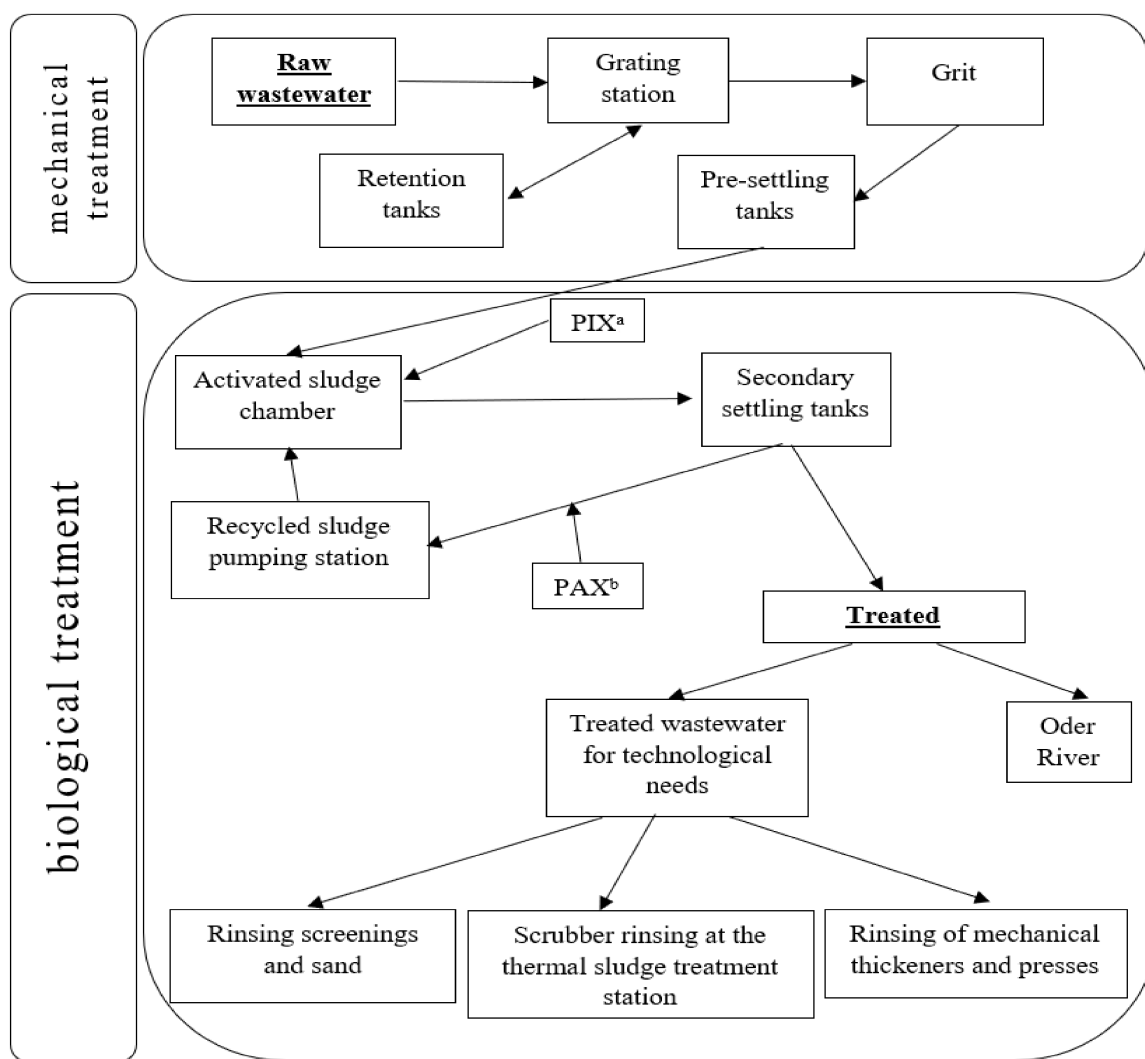 mechanical
treatment
Raw
wastewater
Grating
station
Grit
Retention
tanks
Pre-settling
tanks
biological treatment
PIXᵃ
Activated sludge
chamber
Secondary
settling tanks
Recycled sludge
pumping station
PAXᵇ
Treated
Treated wastewater
for technological
needs
Oder
River
Rinsing screenings
and sand
Scrubber rinsing at the
thermal sludge treatment
station
Rinsing of mechanical
thickeners and presses